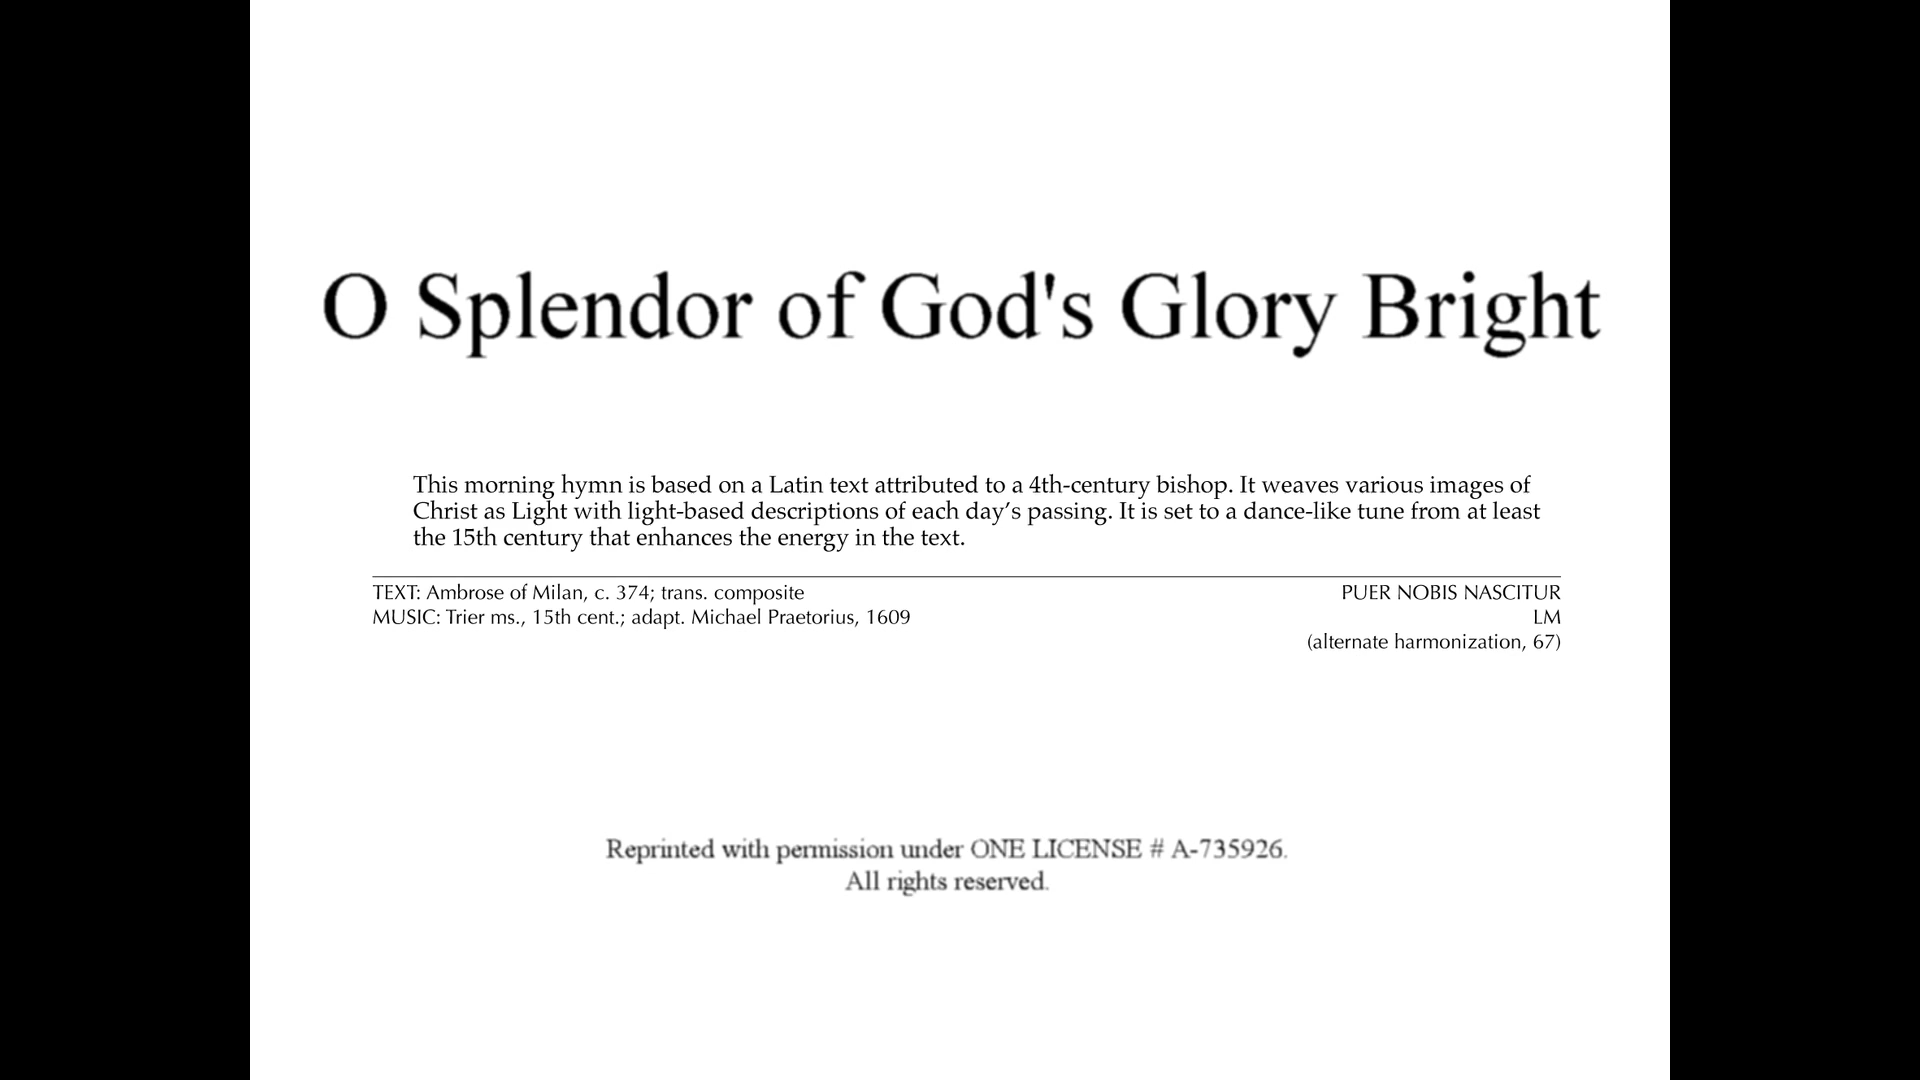 O Splendor of God's Glory Bright
This morning hymn is based on a Latin text attributed to a 4th-century bishop. It weaves various images of
Christ as Light with light-based descriptions of each day’s passing. It is set to a dance-like tune from at least
the 15th century that enhances the energy in the text.
TEXT: Ambrose of Milan, c. 374; trans. composite
MUSIC: Trier ms., 15th cent.; adapt. Michael Praetorius, 1609
PUER NOBIS NASCITUR
LM
(alternate harmonization, 67)
Reprinted with permission under ONE LICENSE # A-735926.
All rights reserved.